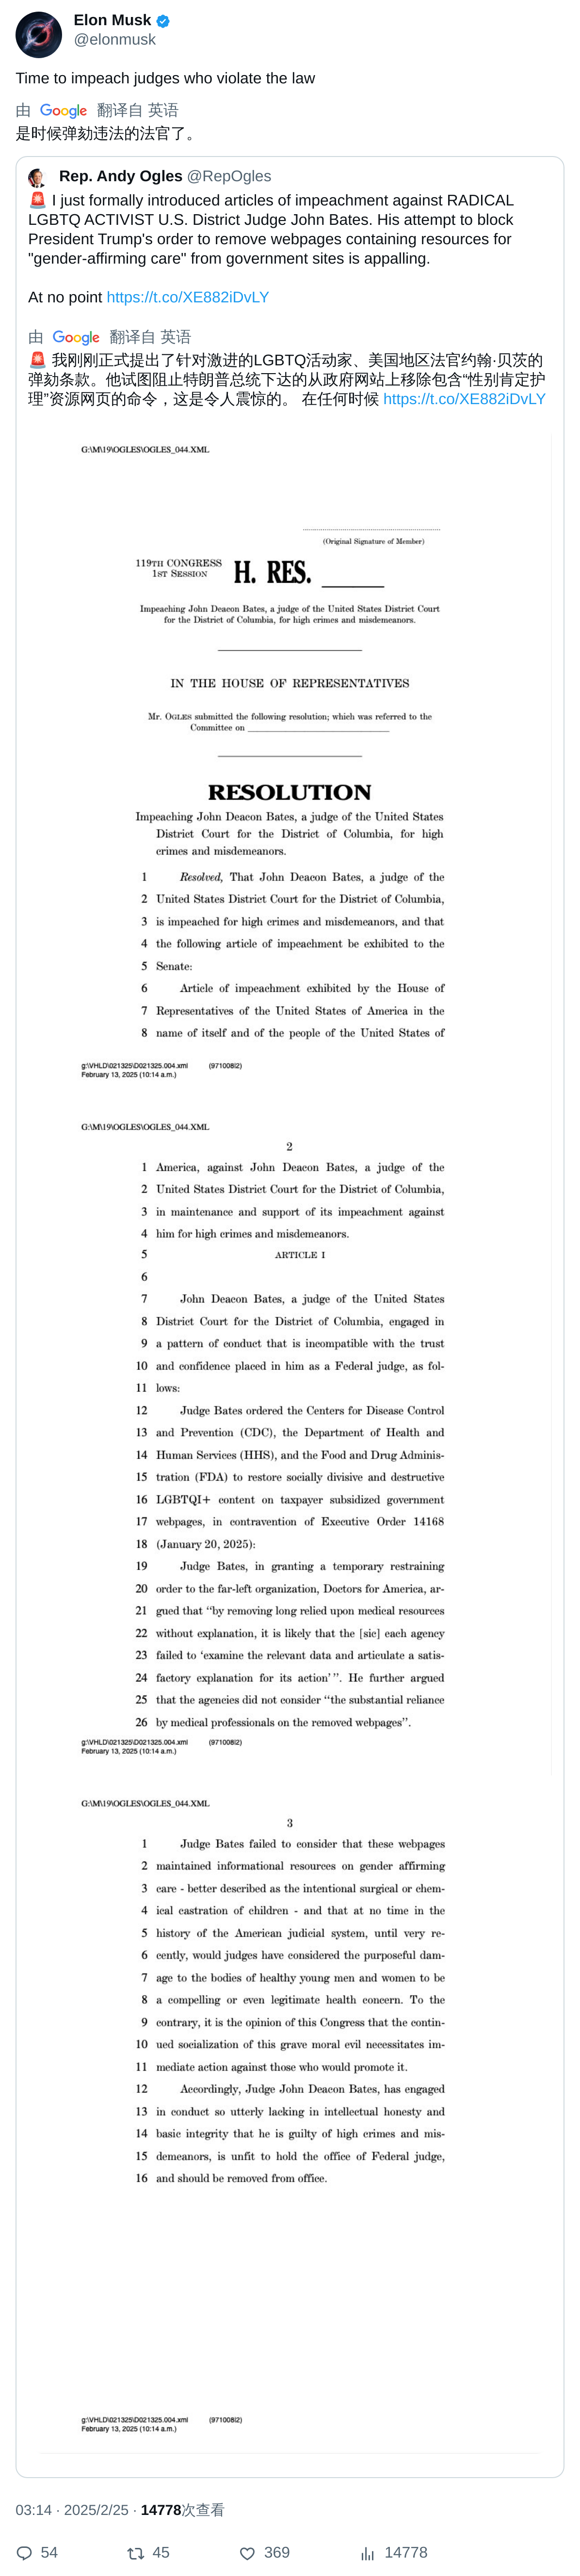 Elon Musk
@elonmusk
Time to impeach judges who violate the law
由 Google 翻译自 英语
是时候弹劾违法的法官了。
Rep. Andy Ogles @RepOgles
🚨 I just formally introduced articles of impeachment against RADICAL
LGBTQ ACTIVIST U.S. District Judge John Bates. His attempt to block
President Trump's order to remove webpages containing resources for
"gender-affirming care" from government sites is appalling.
At no point https://t.co/XE882iDvLY
由 Google 翻译自 英语
🚨 我刚刚正式提出了针对激进的LGBTQ活动家、美国地区法官约翰·贝茨的
弹劾条款。他试图阻止特朗普总统下达的从政府网站上移除包含“性别肯定护
理”资源网页的命令，这是令人震惊的。 在任何时候 https://t.co/XE882iDvLY
G:\M\19\OGLES\OGLES_044.XML
(Original Signature of Member)
119TH CONGRESS
1ST SESSION
H. RES. ______
Impeaching John Deacon Bates, a judge of the United States District Court
for the District of Columbia, for high crimes and misdemeanors.
IN THE HOUSE OF REPRESENTATIVES
Mr. OGLES submitted the following resolution; which was referred to the
Committee on ______________
RESOLUTION
Impeaching John Deacon Bates, a judge of the United States
District Court for the District of Columbia, for high
crimes and misdemeanors.
1 Resolved, That John Deacon Bates, a judge of the
2 United States District Court for the District of Columbia,
3 is impeached for high crimes and misdemeanors, and that
4 the following article of impeachment be exhibited to the
5 Senate:
6 Article of impeachment exhibited by the House of
7 Representatives of the United States of America in the
8 name of itself and of the people of the United States of
g:\VHLD\021325\D021325.004.xml (971008|2)
February 13, 2025 (10:14 a.m.)
G:\M\19\OGLES\OGLES_044.XML
2
1 America, against John Deacon Bates, a judge of the
2 United States District Court for the District of Columbia,
3 in maintenance and support of its impeachment against
4 him for high crimes and misdemeanors.
5 ARTICLE I
6
7 John Deacon Bates, a judge of the United States
8 District Court for the District of Columbia, engaged in
9 a pattern of conduct that is incompatible with the trust
10 and confidence placed in him as a Federal judge, as fol-
11 lows:
12 Judge Bates ordered the Centers for Disease Control
13 and Prevention (CDC), the Department of Health and
14 Human Services (HHS), and the Food and Drug Adminis-
15 tration (FDA) to restore socially divisive and destructive
16 LGBTQI+ content on taxpayer subsidized government
17 webpages, in contravention of Executive Order 14168
18 (January 20, 2025):
19 Judge Bates, in granting a temporary restraining
20 order to the far-left organization, Doctors for America, ar-
21 gued that “by removing long relied upon medical resources
22 without explanation, it is likely that the [sic] each agency
23 failed to ‘examine the relevant data and articulate a satis-
24 factory explanation for its action’ ”. He further argued
25 that the agencies did not consider “the substantial reliance
26 by medical professionals on the removed webpages”.
g:\VHLD\021325\D021325.004.xml (971008|2)
February 13, 2025 (10:14 a.m.)
G:\M\19\OGLES\OGLES_044.XML
3
1 Judge Bates failed to consider that these webpages
2 maintained informational resources on gender affirming
3 care - better described as the intentional surgical or chem-
4 ical castration of children - and that at no time in the
5 history of the American judicial system, until very re-
6 cently, would judges have considered the purposeful dam-
7 age to the bodies of healthy young men and women to be
8 a compelling or even legitimate health concern. To the
9 contrary, it is the opinion of this Congress that the contin-
10 ued socialization of this grave moral evil necessitates im-
11 mediate action against those who would promote it.
12 Accordingly, Judge John Deacon Bates, has engaged
13 in conduct so utterly lacking in intellectual honesty and
14 basic integrity that he is guilty of high crimes and mis-
15 demeanors, is unfit to hold the office of Federal judge,
16 and should be removed from office.
g:\VHLD\021325\D021325.004.xml (971008|2)
February 13, 2025 (10:14 a.m.)
03:14 · 2025/2/25 · 14778次查看
54 45 369 14778